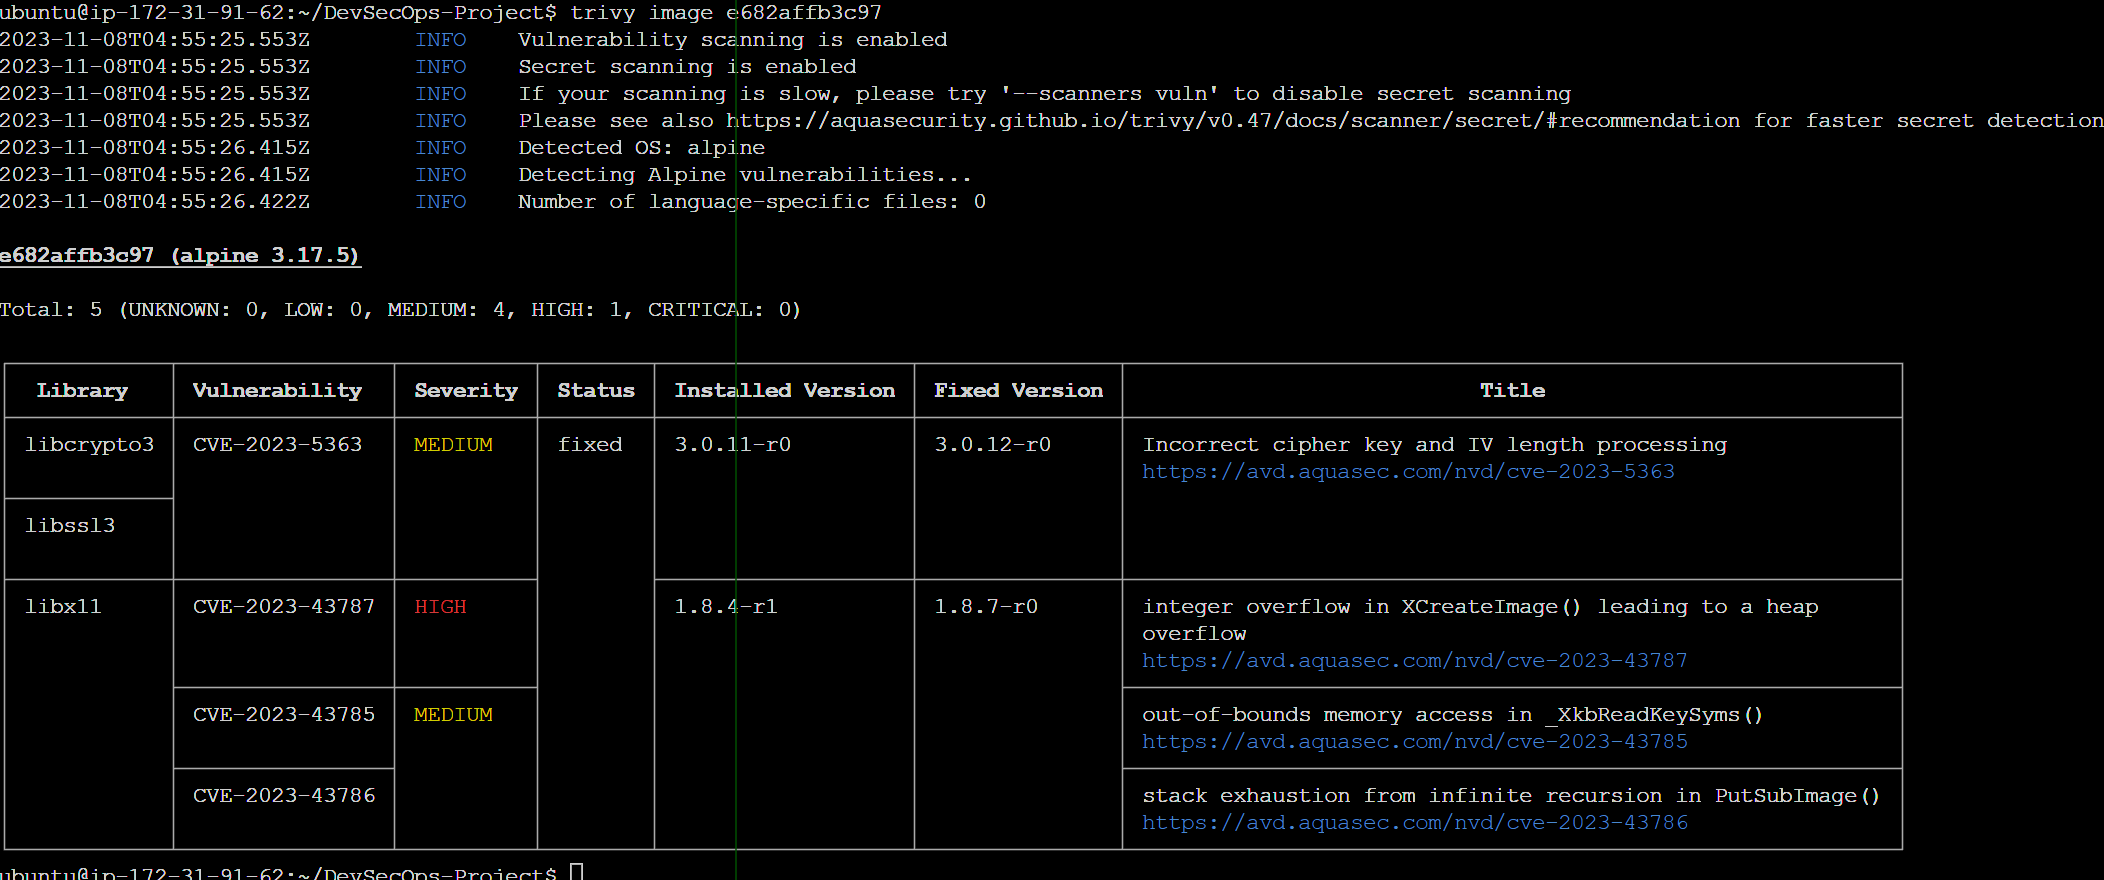 ubuntu@ip-172-31-91-62:~/DevSecOps-Project$ trivy image e682affb3c97
2023-11-08T04:55:25.553Z INFO Vulnerability scanning is enabled
2023-11-08T04:55:25.553Z INFO Secret scanning is enabled
2023-11-08T04:55:25.553Z INFO If your scanning is slow, please try '--scanners vuln' to disable secret scanning
2023-11-08T04:55:25.553Z INFO Please see also https://aquasecurity.github.io/trivy/v0.47/docs/scanner/secret/#recommendation for faster secret detection
2023-11-08T04:55:26.415Z INFO Detected OS: alpine
2023-11-08T04:55:26.415Z INFO Detecting Alpine vulnerabilities...
2023-11-08T04:55:26.422Z INFO Number of language-specific files: 0
e682affb3c97 (alpine 3.17.5)
Total: 5 (UNKNOWN: 0, LOW: 0, MEDIUM: 4, HIGH: 1, CRITICAL: 0)
Library Vulnerability Severity Status Installed Version Fixed Version Title
libcrypto3 CVE-2023-5363 MEDIUM fixed 3.0.11-r0 3.0.12-r0 Incorrect cipher key and IV length processing
https://avd.aquasec.com/nvd/cve-2023-5363
libssl3
libx11 CVE-2023-43787 HIGH 1.8.4-r1 1.8.7-r0 integer overflow in XCreateImage() leading to a heap
overflow
https://avd.aquasec.com/nvd/cve-2023-43787
CVE-2023-43785 MEDIUM out-of-bounds memory access in _XkbReadKeySyms()
https://avd.aquasec.com/nvd/cve-2023-43785
CVE-2023-43786 stack exhaustion from infinite recursion in PutSubImage()
https://avd.aquasec.com/nvd/cve-2023-43786
ubuntu@ip-172-31-91-62:~/DevSecOps-Project$